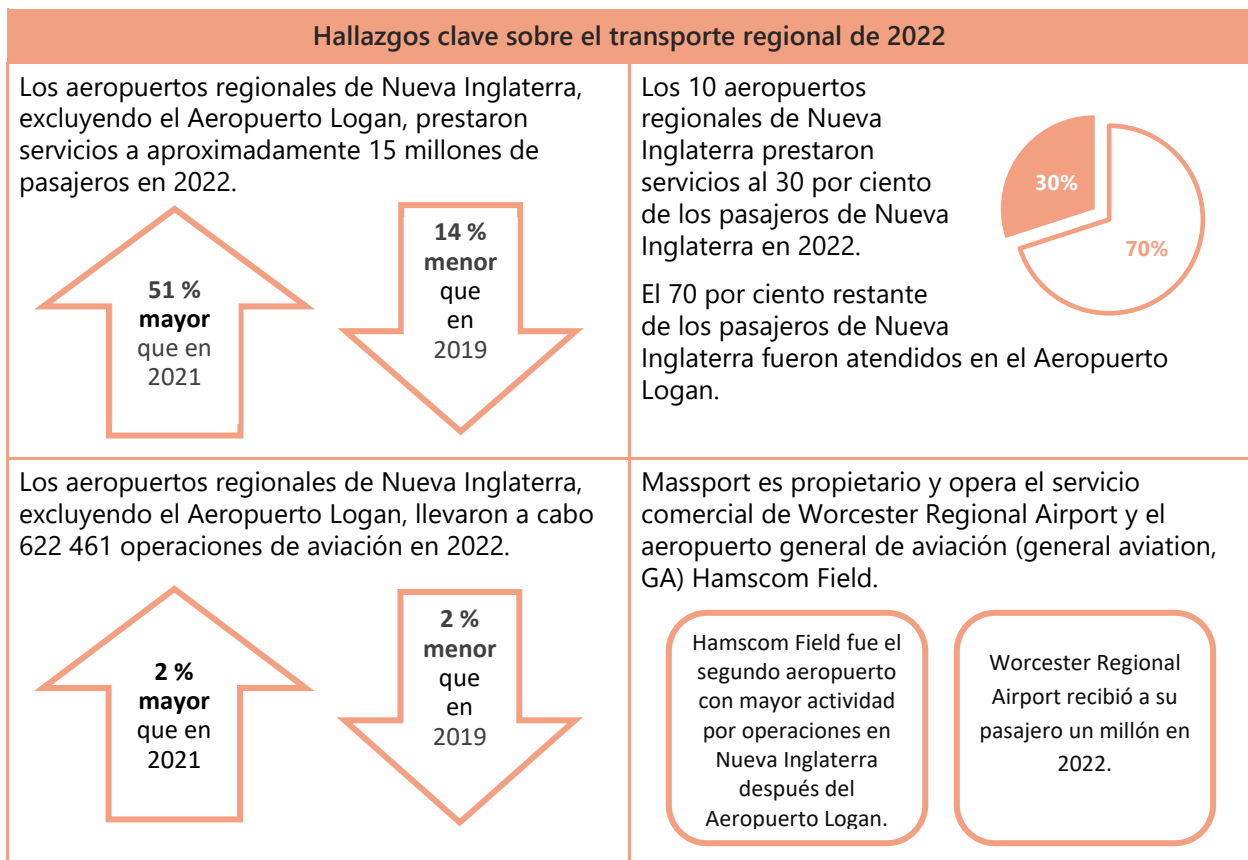 Hallazgos clave sobre el transporte regional de 2022
Los aeropuertos regionales de Nueva Inglaterra,
excluyendo el Aeropuerto Logan, prestaron
servicios a aproximadamente 15 millones de
pasajeros en 2022.
51 %
mayor
que en
2021
14 %
menor
que
en
2019
Los 10 aeropuertos
regionales de Nueva
Inglaterra prestaron
servicios al 30 por ciento
de los pasajeros de Nueva
Inglaterra en 2022.
El 70 por ciento restante
de los pasajeros de Nueva
Inglaterra fueron atendidos en el Aeropuerto
Logan.
30%
70%
Los aeropuertos regionales de Nueva Inglaterra,
excluyendo el Aeropuerto Logan, llevaron a cabo
622 461 operaciones de aviación en 2022.
2 %
mayor
que en
2021
2 %
menor
que
en
2019
Massport es propietario y opera el servicio
comercial de Worcester Regional Airport y el
aeropuerto general de aviación (general aviation,
GA) Hamscom Field.
Hamscom Field fue el
segundo aeropuerto
con mayor actividad
por operaciones en
Nueva Inglaterra
después del
Aeropuerto Logan.
Worcester Regional
Airport recibió a su
pasajero un millón en
2022.